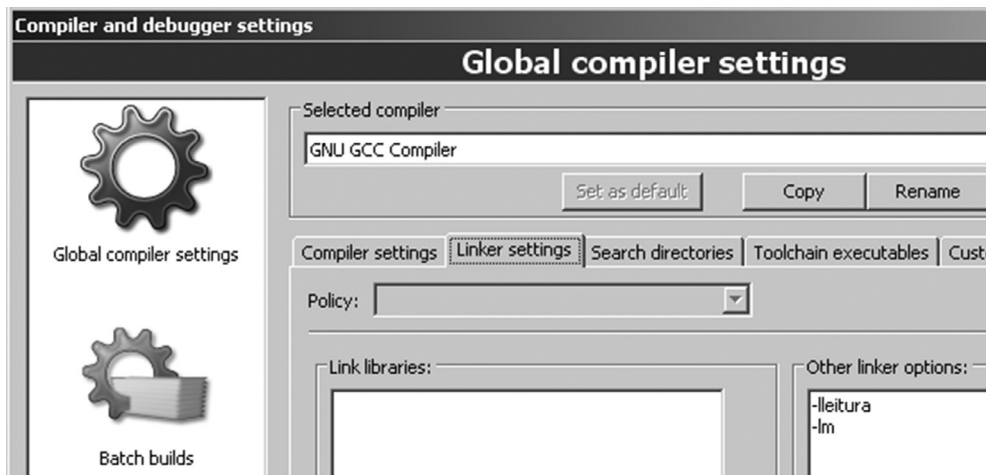 Compiler and debugger settings
Global compiler settings
Selected compiler
GNU GCC Compiler
Set as default
Copy
Rename
Global compiler settings
Compiler settings
Linker settings
Search directories
Toolchain executables
Cust
Policy:
Link libraries:
Other linker options:
-lleitura
-lm
Batch builds